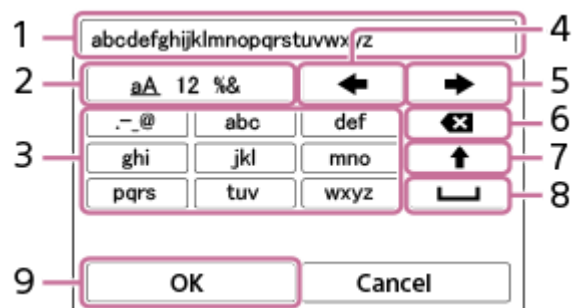 1 abcdefghijklmnopqrstuvwxyz 4
2 aA 12 %& 5
.-_@ abc def 6
3 ghi jkl mno 7
pqrs tuv wxyz 8
9 OK Cancel